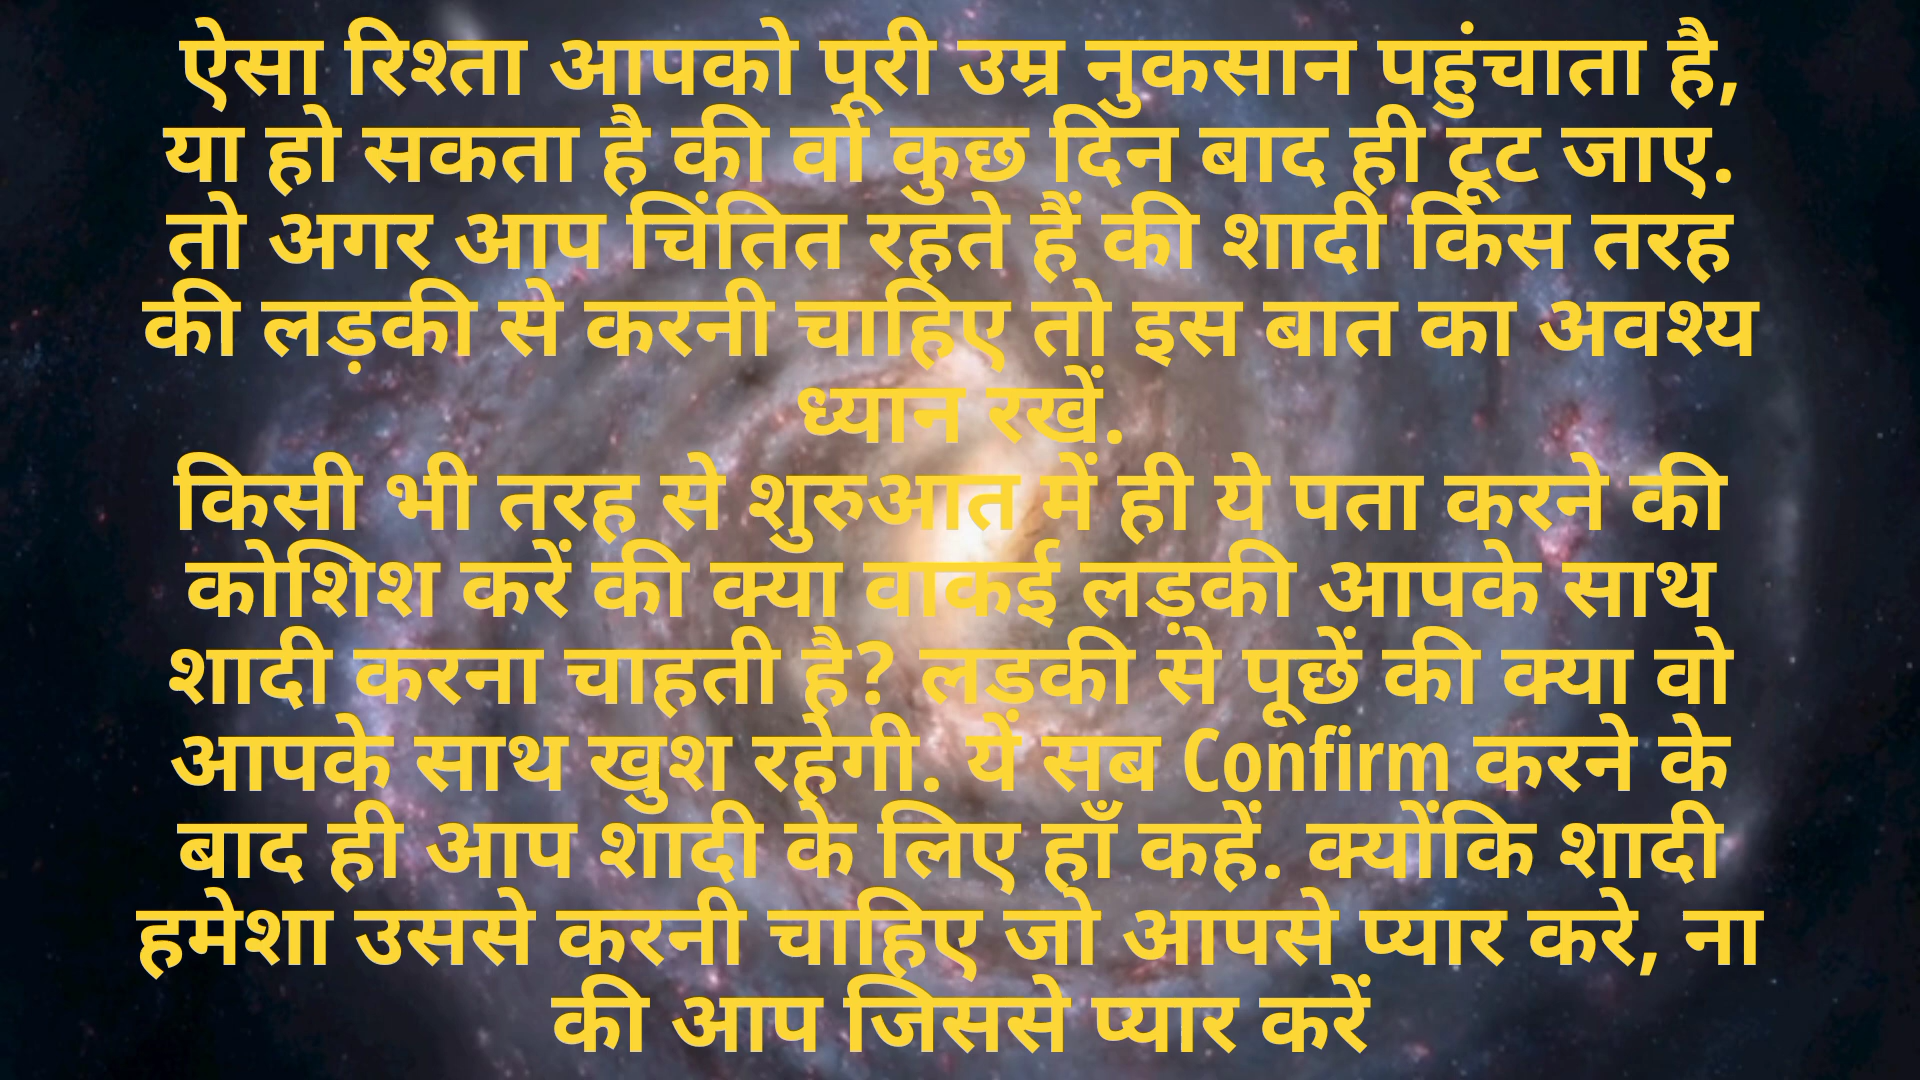 ऐसा रिश्ता आपको पूरी उम्र नुकसान पहुंचाता है,
या हो सकता है की वो कुछ दिन बाद ही टूट जाए.
तो अगर आप चिंतित रहते हैं की शादी किस तरह
की लड़की से करनी चाहिए तो इस बात का अवश्य
ध्यान रखें.
किसी भी तरह से शुरुआत में ही ये पता करने की
कोशिश करें की क्या वाकई लड़की आपके साथ
शादी करना चाहती है? लड़की से पूछें की क्या वो
आपके साथ खुश रहेगी. ये सब Confirm करने के
बाद ही आप शादी के लिए हाँ कहें. क्योंकि शादी
हमेशा उससे करनी चाहिए जो आपसे प्यार करे, ना
की आप जिससे प्यार करें